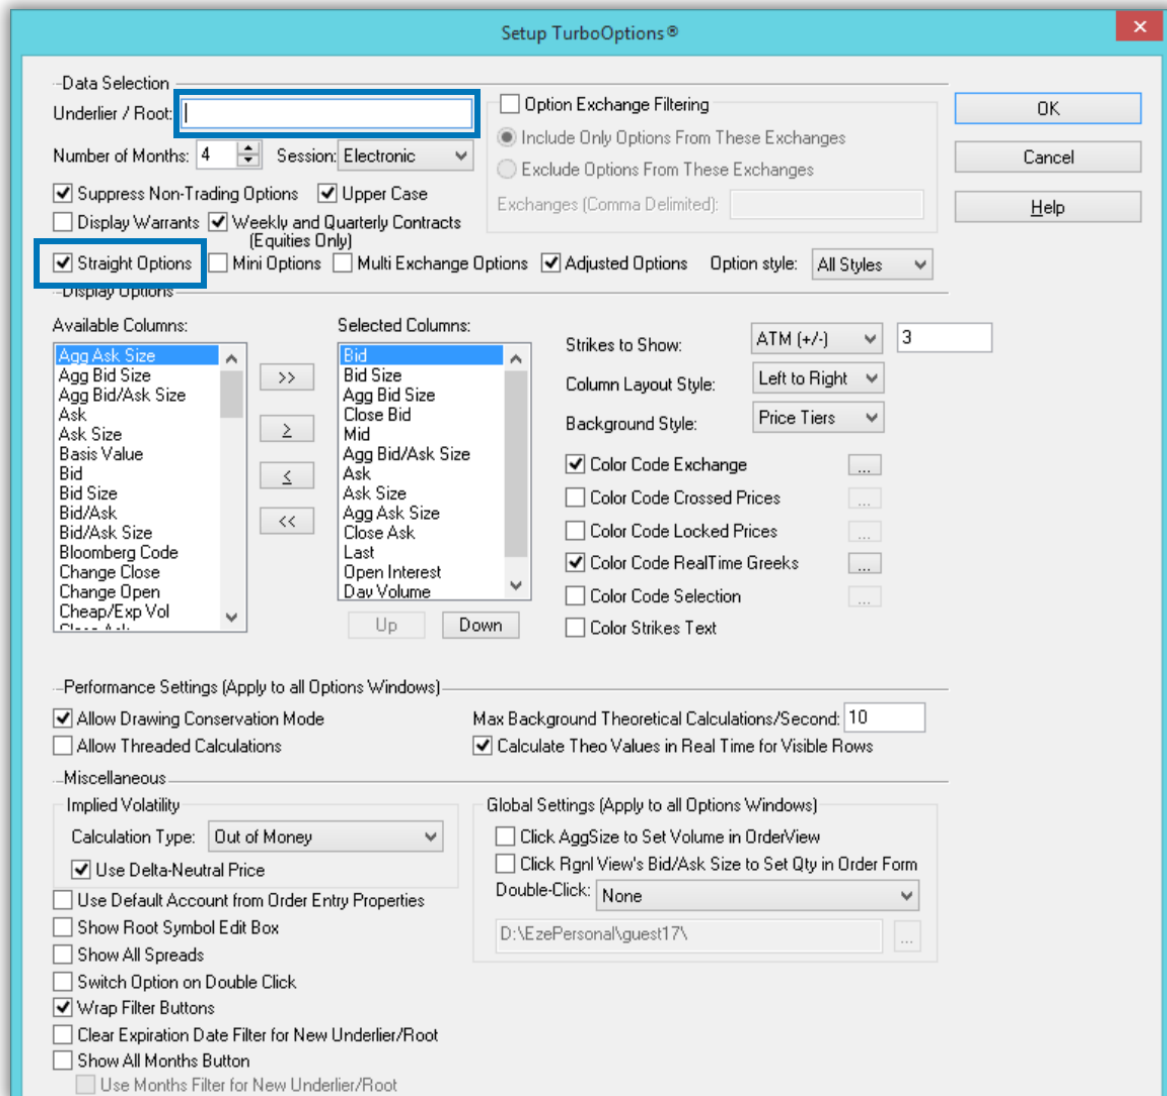 Setup TurboOptions®
Data Selection
Underlier / Root:
Option Exchange Filtering
OK
Include Only Options From These Exchanges
Number of Months: 4 Session: Electronic
Cancel
Exclude Options From These Exchanges
Suppress Non-Trading Options Upper Case
Exchanges (Comma Delimited):
Help
Display Warrants Weekly and Quarterly Contracts
(Equities Only)
Straight Options Mini Options Multi Exchange Options Adjusted Options Option style: All Styles
Display Options
Available Columns:
Agg Ask Size
Agg Bid Size
Agg Bid/Ask Size
Ask
Ask Size
Basis Value
Bid
Bid Size
Bid/Ask
Bid/Ask Size
Bloomberg Code
Change Close
Change Open
Cheap/Exp Vol
Close Ask
>>
>
<
<<
Selected Columns:
Bid
Bid Size
Agg Bid Size
Close Bid
Mid
Agg Bid/Ask Size
Ask
Ask Size
Agg Ask Size
Close Ask
Last
Open Interest
Day Volume
Up Down
Strikes to Show: ATM (+/-) 3
Column Layout Style: Left to Right
Background Style: Price Tiers
Color Code Exchange ...
Color Code Crossed Prices ...
Color Code Locked Prices ...
Color Code RealTime Greeks ...
Color Code Selection ...
Color Strikes Text
Performance Settings (Apply to all Options Windows)
Allow Drawing Conservation Mode Max Background Theoretical Calculations/Second: 10
Allow Threaded Calculations Calculate Theo Values in Real Time for Visible Rows
Miscellaneous
Implied Volatility
Calculation Type: Out of Money
Use Delta-Neutral Price
Use Default Account from Order Entry Properties
Show Root Symbol Edit Box
Show All Spreads
Switch Option on Double Click
Wrap Filter Buttons
Clear Expiration Date Filter for New Underlier/Root
Show All Months Button
Use Months Filter for New Underlier/Root
Global Settings (Apply to all Options Windows)
Click AggSize to Set Volume in OrderView
Click Rgnl View's Bid/Ask Size to Set Qty in Order Form
Double-Click: None
D:\EzePersonal\guest17\ ...